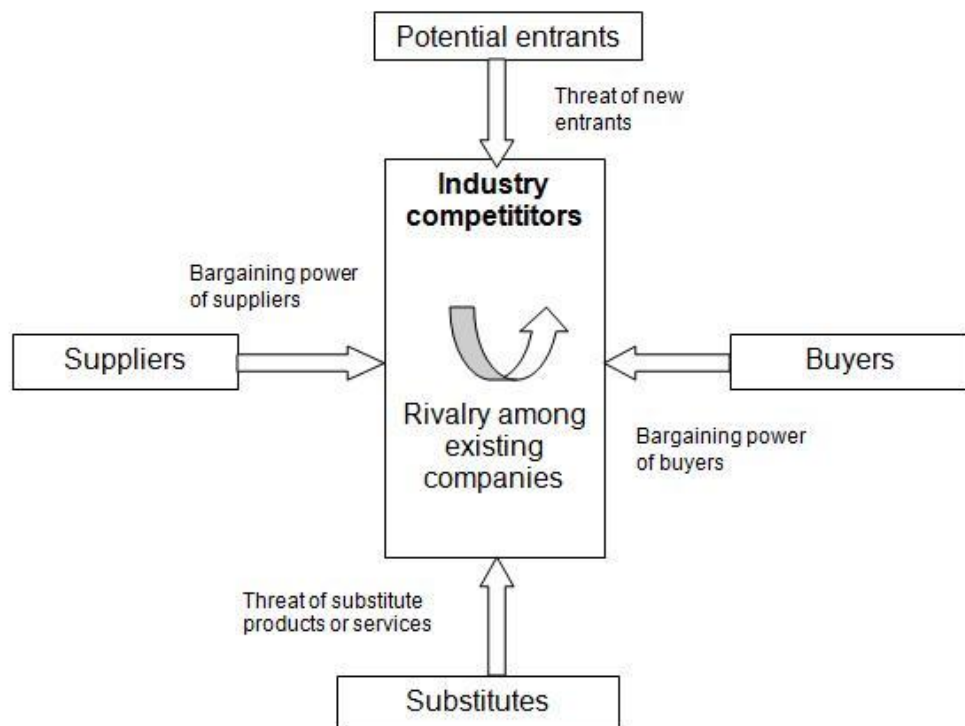 Potential entrants
Threat of new
entrants
Industry
competititors
Bargaining power
of suppliers
Suppliers
Buyers
Rivalry among
existing
companies
Bargaining power
of buyers
Threat of substitute
products or services
Substitutes